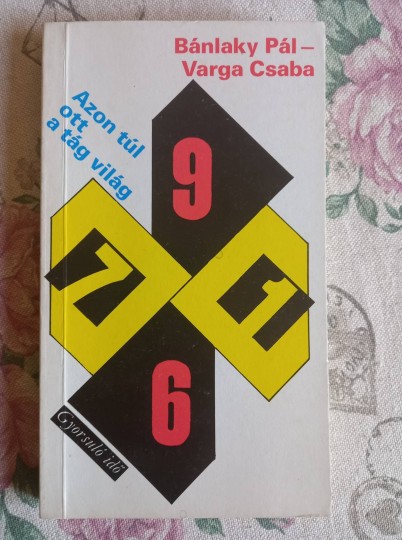 Bánlaky Pál–
Varga Csaba
Azon túl
ott
a tág világ
9
7
1
6
Gyorsuló idő